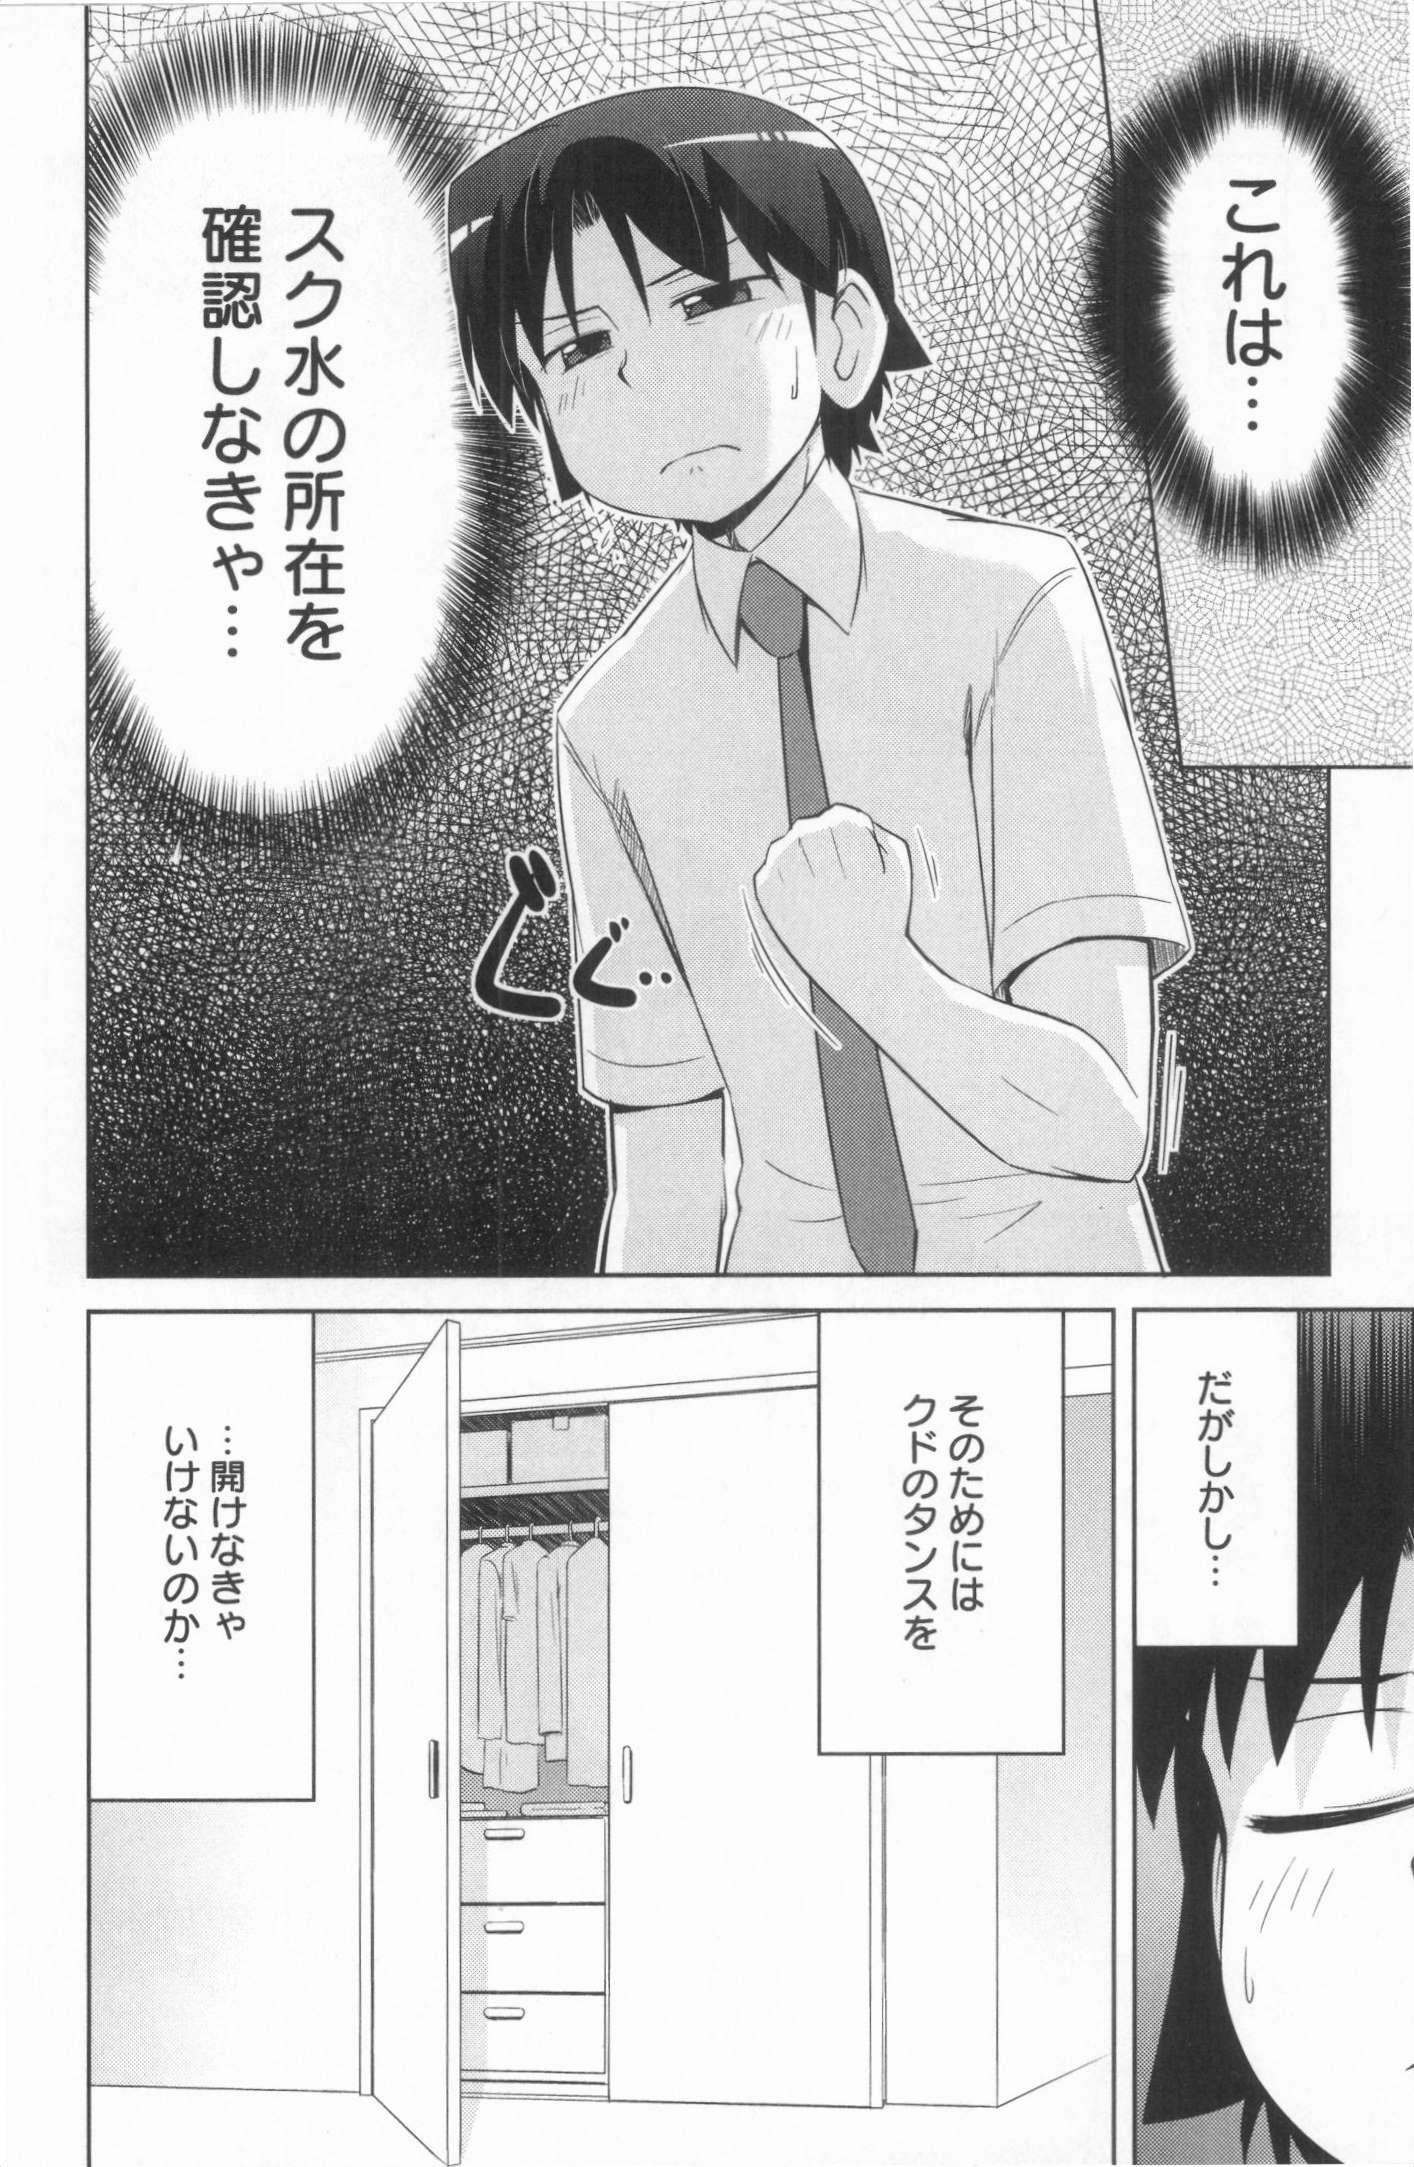 これは…
スク水の所在を
確認しなきゃ…
ぐぐ…
だがしかし…
そのためには
クドのタンスを
…開けなきゃ
いけないのか…